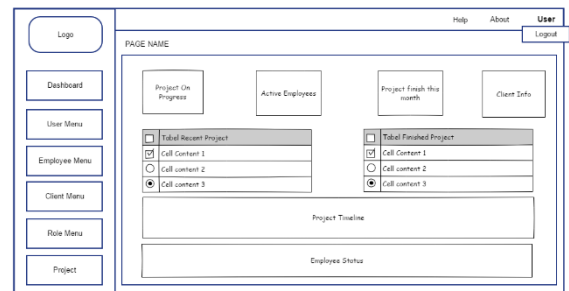 Logo
Dashboard
User Menu
Employee Menu
Client Menu
Role Menu
Project
Help About User
Logout
PAGE NAME
Project On
Progress
Active Employees
Project finish this
month
Client Info
Tabel Recent Project
Cell Content 1
Cell content 2
Cell content 3
Tabel Finished Project
Cell Content 1
Cell content 2
Cell content 3
Project Timeline
Employee Status